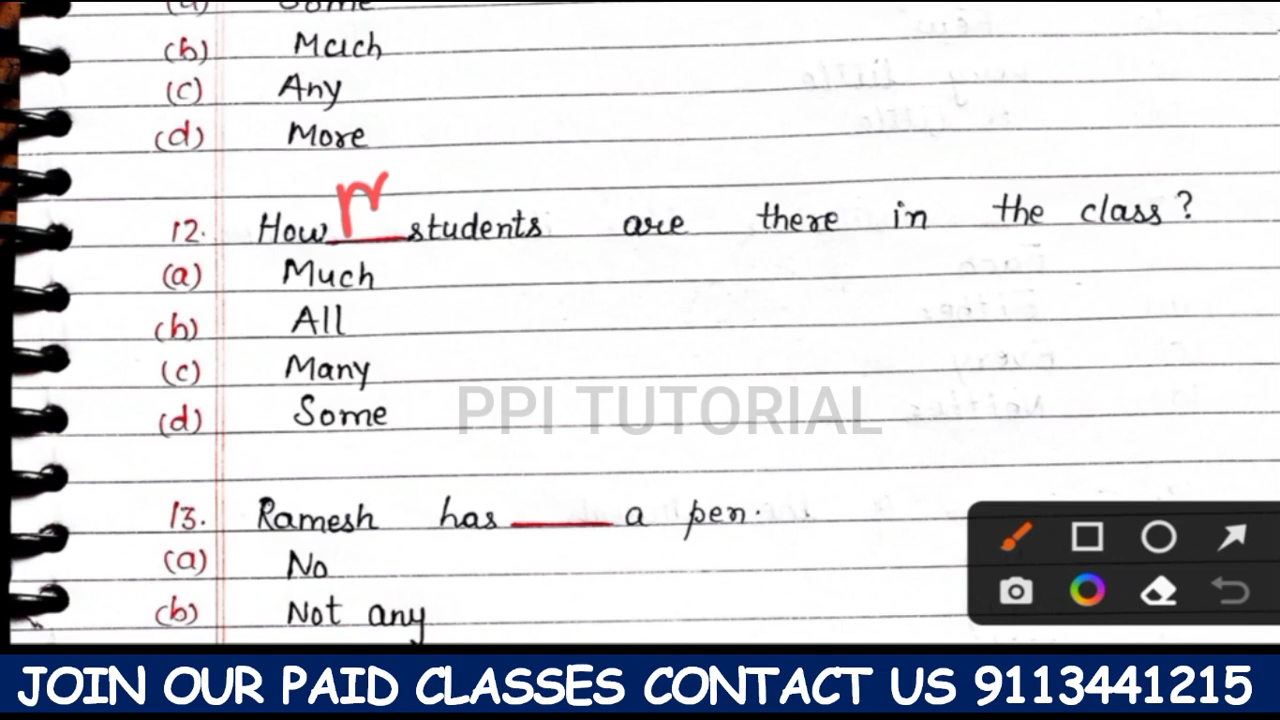 (a) Some
(b) Much
(c) Any
(d) More
12. How ___ students are there in the class?
(a) Much
(b) All
(c) Many
(d) Some
PPI TUTORIAL
13. Ramesh has ___ a pen.
(a) No
(b) Not any
JOIN OUR PAID CLASSES CONTACT US 9113441215